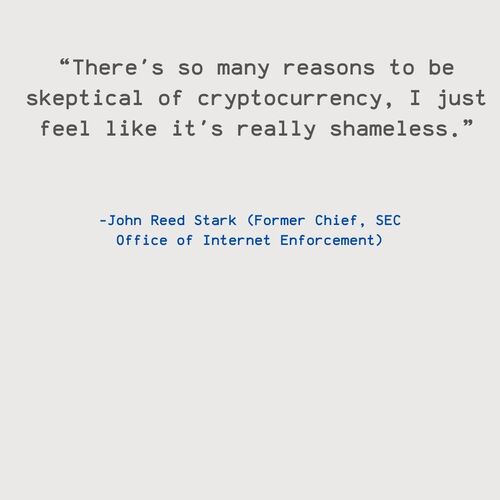 “There’s so many reasons to be
skeptical of cryptocurrency, I just
feel like it’s really shameless.”
-John Reed Stark (Former Chief, SEC
Office of Internet Enforcement)